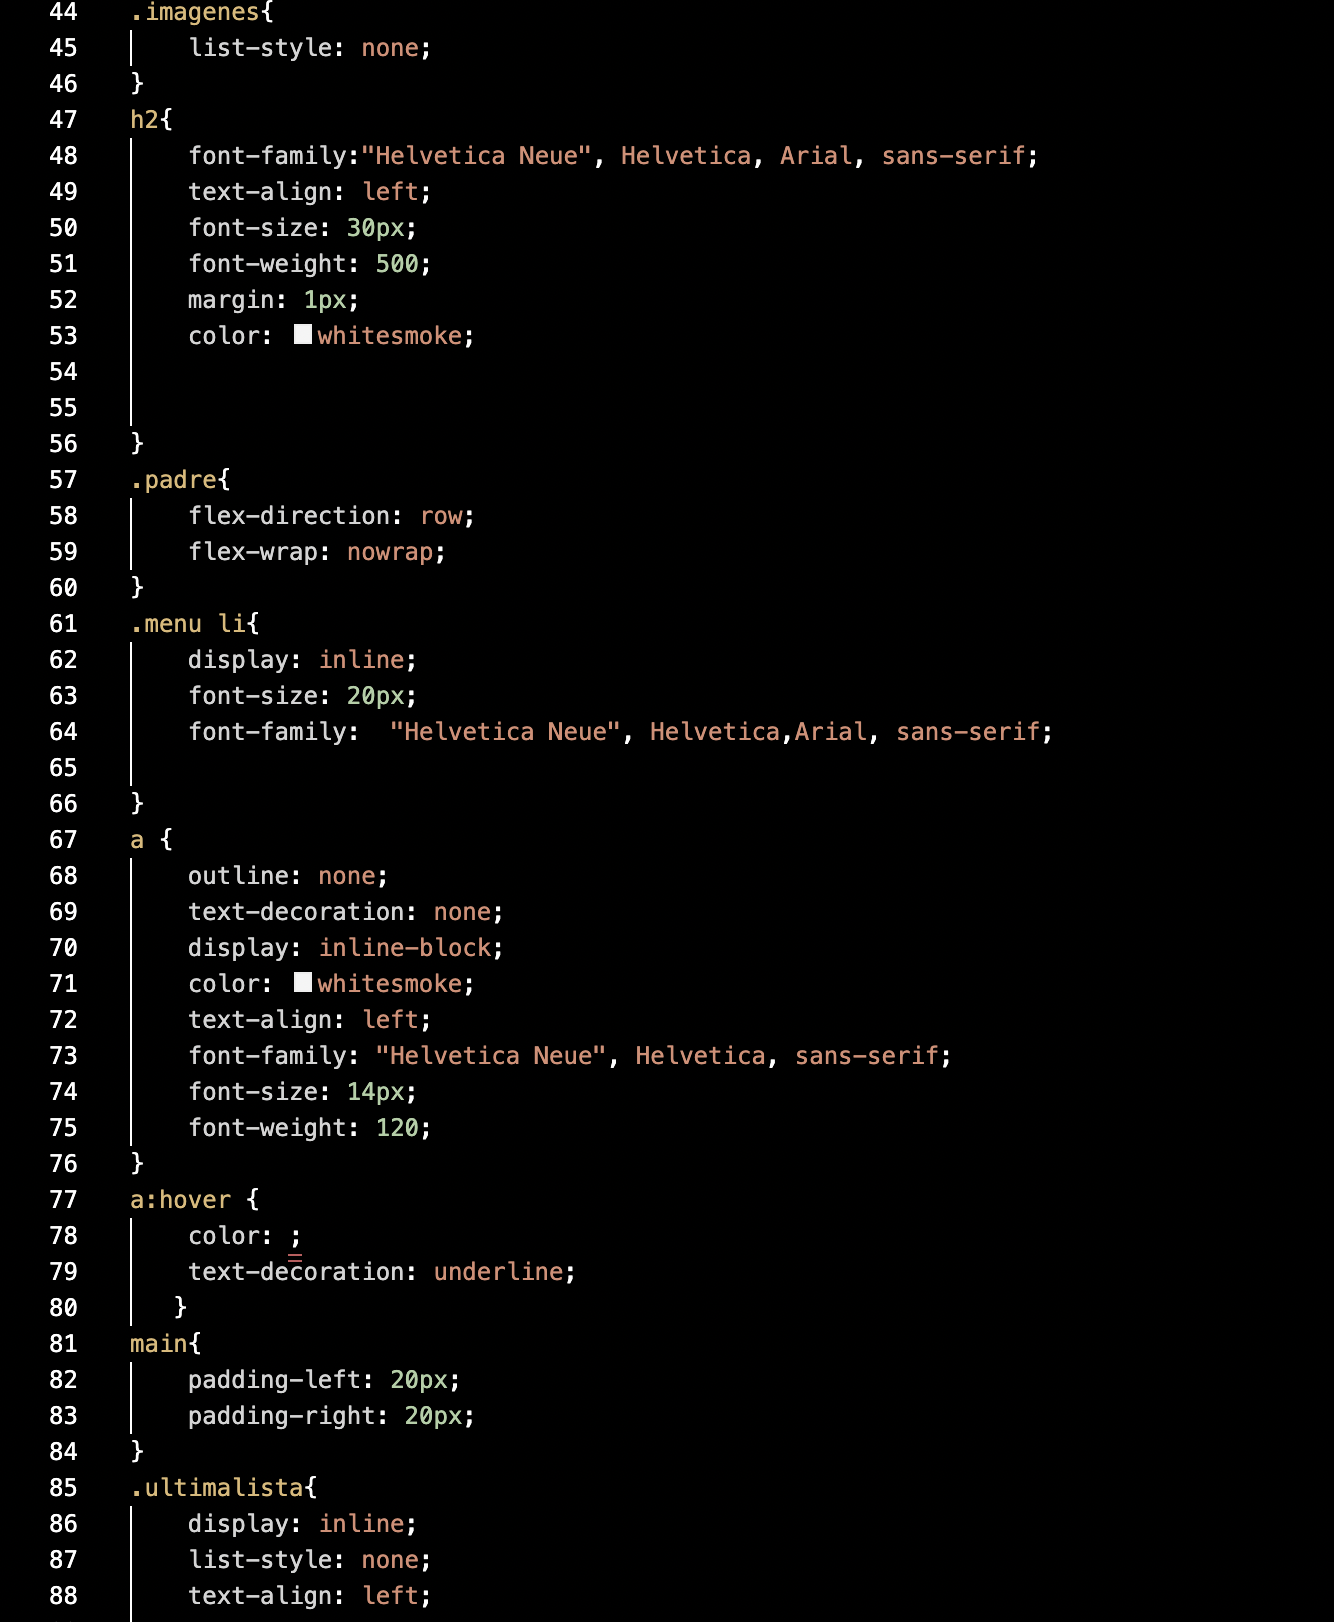 44 .imagenes{
45 list-style: none;
46 }
47 h2{
48 font-family:"Helvetica Neue", Helvetica, Arial, sans-serif;
49 text-align: left;
50 font-size: 30px;
51 font-weight: 500;
52 margin: 1px;
53 color: whitesmoke;
54
55
56 }
57 .padre{
58 flex-direction: row;
59 flex-wrap: nowrap;
60 }
61 .menu li{
62 display: inline;
63 font-size: 20px;
64 font-family:  "Helvetica Neue", Helvetica,Arial, sans-serif;
65
66 }
67 a {
68 outline: none;
69 text-decoration: none;
70 display: inline-block;
71 color: whitesmoke;
72 text-align: left;
73 font-family: "Helvetica Neue", Helvetica, sans-serif;
74 font-size: 14px;
75 font-weight: 120;
76 }
77 a:hover {
78 color: ;
79 text-decoration: underline;
80 }
81 main{
82 padding-left: 20px;
83 padding-right: 20px;
84 }
85 .ultimalista{
86 display: inline;
87 list-style: none;
88 text-align: left;